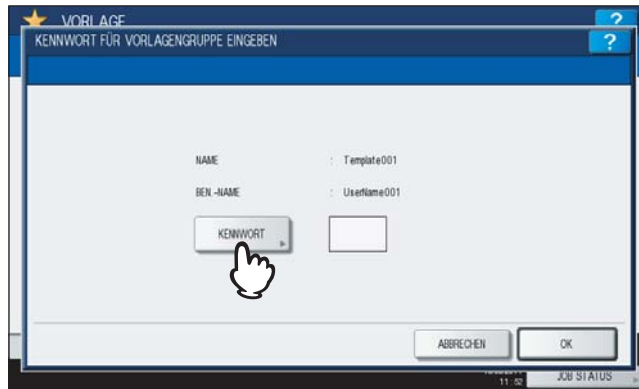 VORLAGE ?
KENNWORT FÜR VORLAGENGRUPPE EINGEBEN ?
NAME : Template001
BEN.-NAME : UserName001
KENNWORT
ABBRECHEN OK
11:52 JOB STATUS